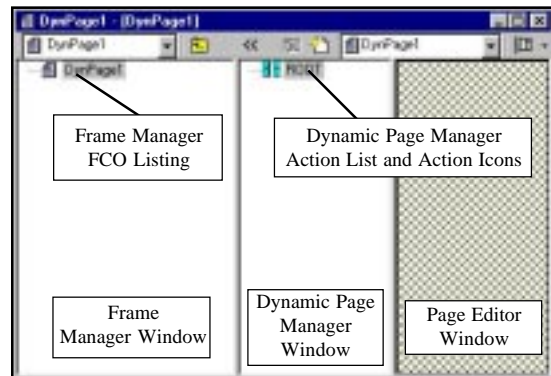 DynPage1 - (DynPage1)
DynPage1
DynPage1
DynPage1
Frame Manager
FCO Listing
Dynamic Page Manager
Action List and Action Icons
Frame
Manager Window
Dynamic Page
Manager
Window
Page Editor
Window